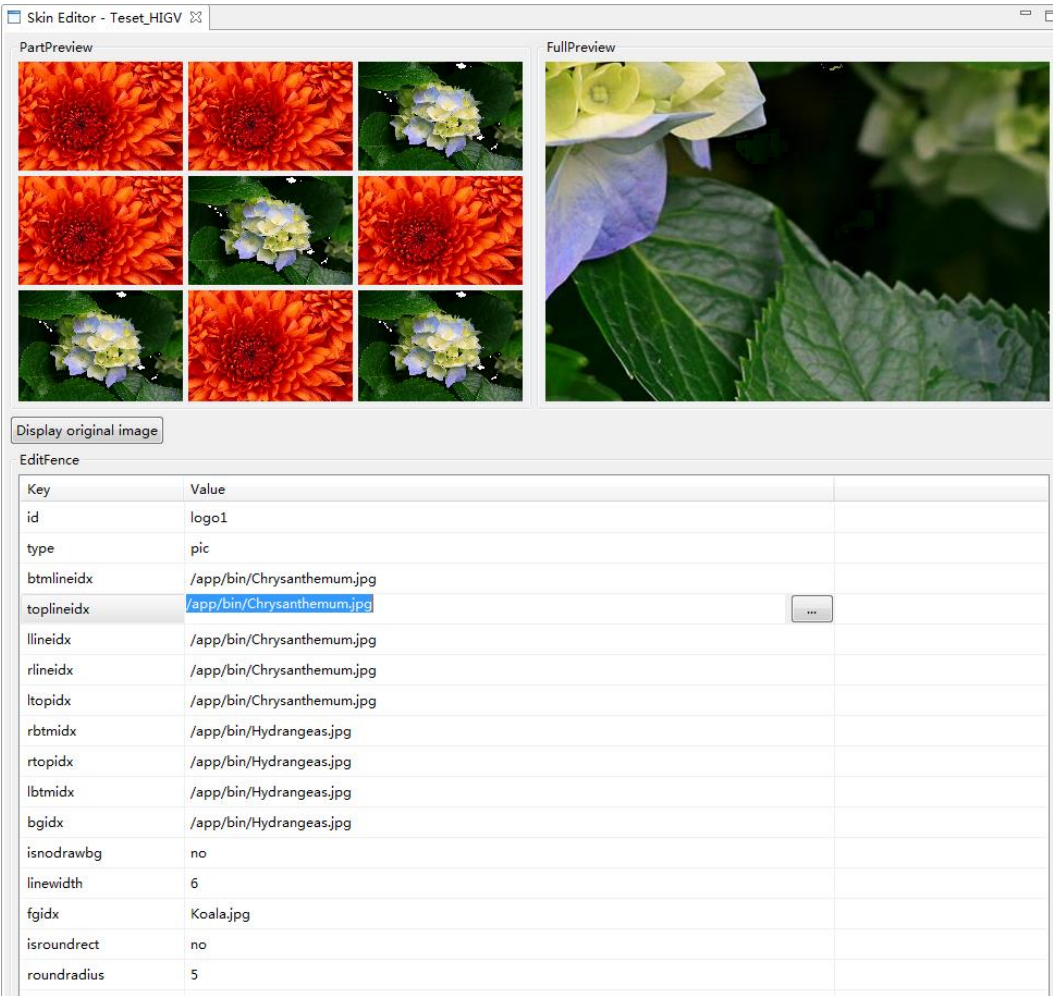 Skin Editor - Teset_HIGV
PartPreview
FullPreview
Display original image
EditFence
Key Value
id logo1
type pic
btmlineidx /app/bin/Chrysanthemum.jpg
toplineidx /app/bin/Chrysanthemum.jpg ...
llineidx /app/bin/Chrysanthemum.jpg
rlineidx /app/bin/Chrysanthemum.jpg
ltopidx /app/bin/Chrysanthemum.jpg
rbtmidx /app/bin/Hydrangeas.jpg
rtopidx /app/bin/Hydrangeas.jpg
lbtmidx /app/bin/Hydrangeas.jpg
bgidx /app/bin/Hydrangeas.jpg
isnodrawbg no
linewidth 6
fgidx Koala.jpg
isroundrect no
roundradius 5